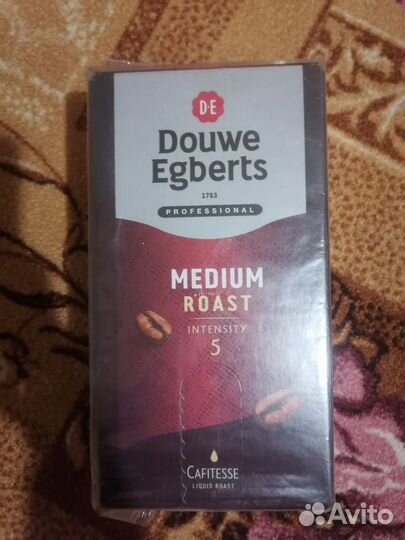 D·E
Douwe
Egberts
1753
PROFESSIONAL
MEDIUM
ROAST
INTENSITY
5
CAFITESSE
LIQUID ROAST
Avito